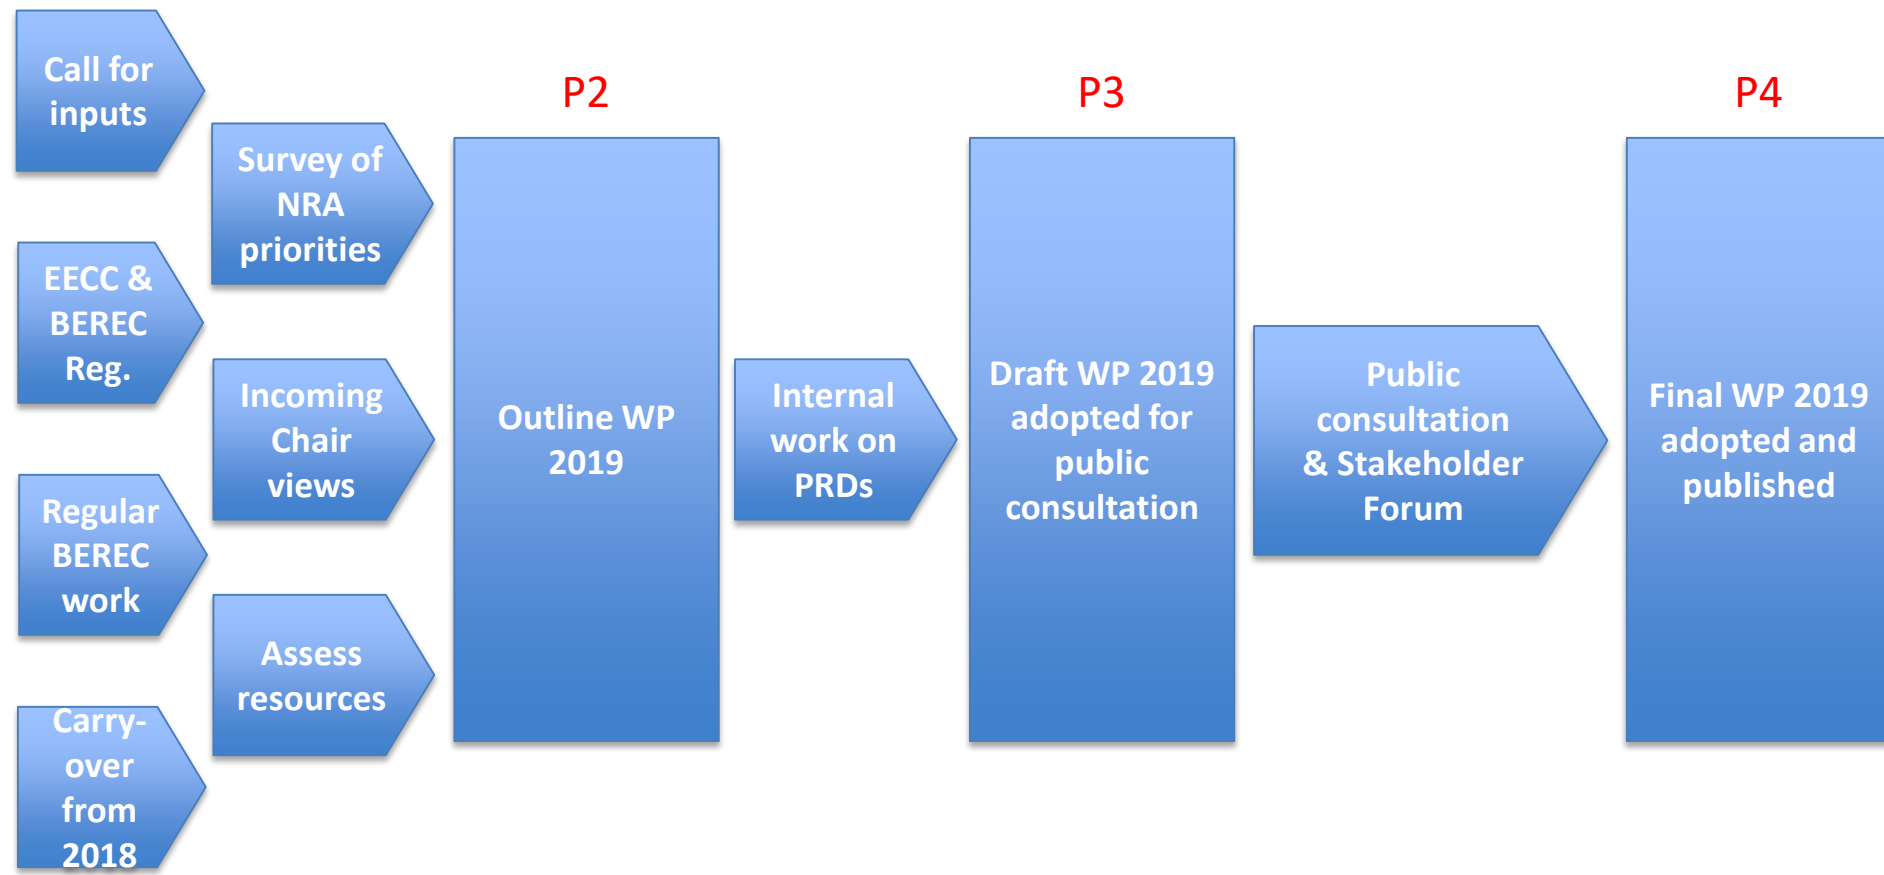 Call for
inputs
EECC &
BEREC
Reg.
Regular
BEREC
work
Carry-
over
from
2018
Survey of
NRA
priorities
Incoming
Chair
views
Assess
resources
P2
Outline WP
2019
Internal
work on
PRDs
P3
Draft WP 2019
adopted for
public
consultation
Public
consultation
& Stakeholder
Forum
P4
Final WP 2019
adopted and
published